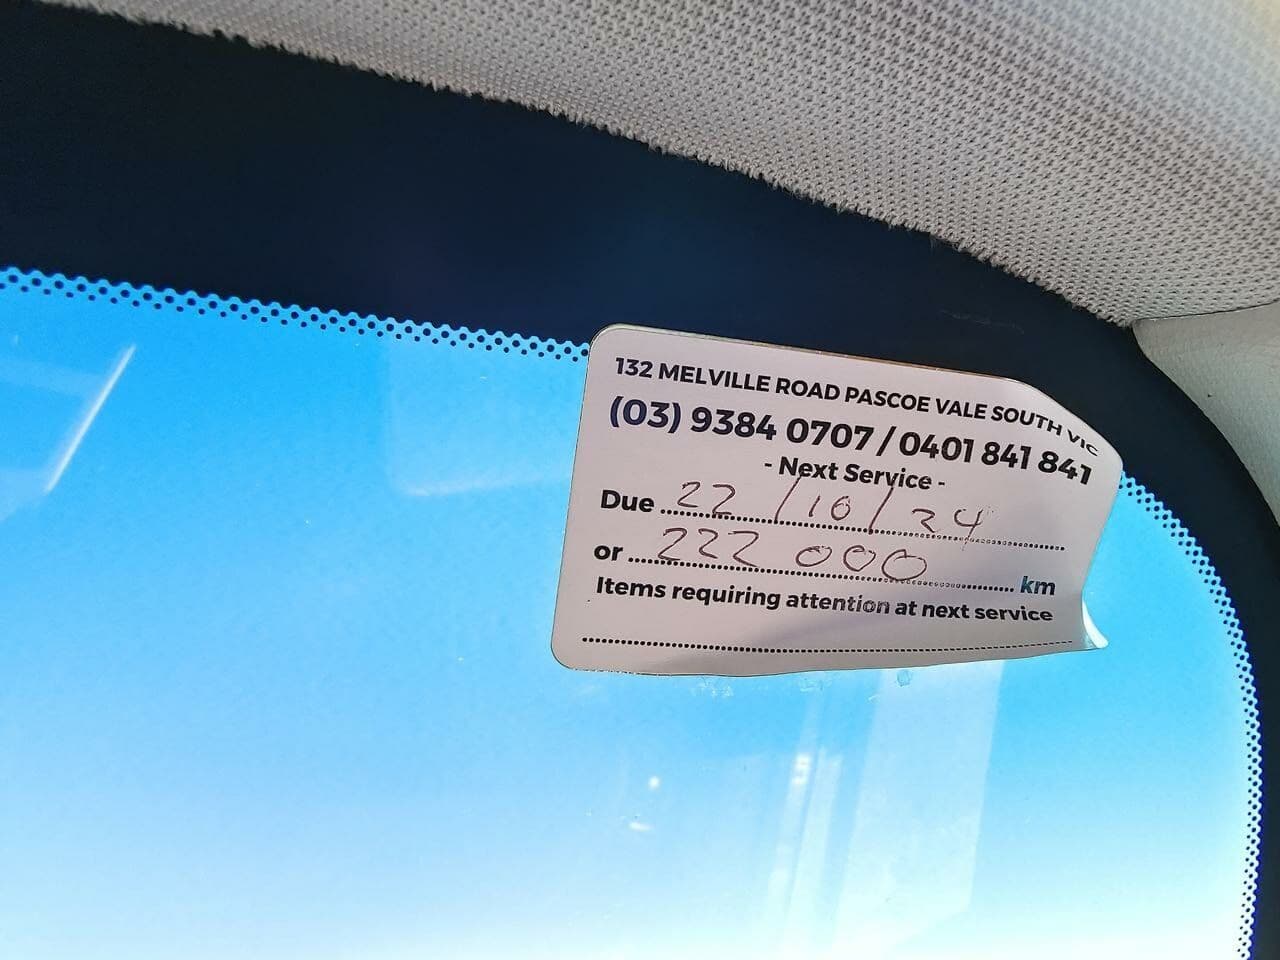 132 MELVILLE ROAD PASCOE VALE SOUTH VIC
(03) 9384 0707 / 0401 841 841
- Next Service -
Due 22 / 10 / 24
or 222 000 km
Items requiring attention at next service